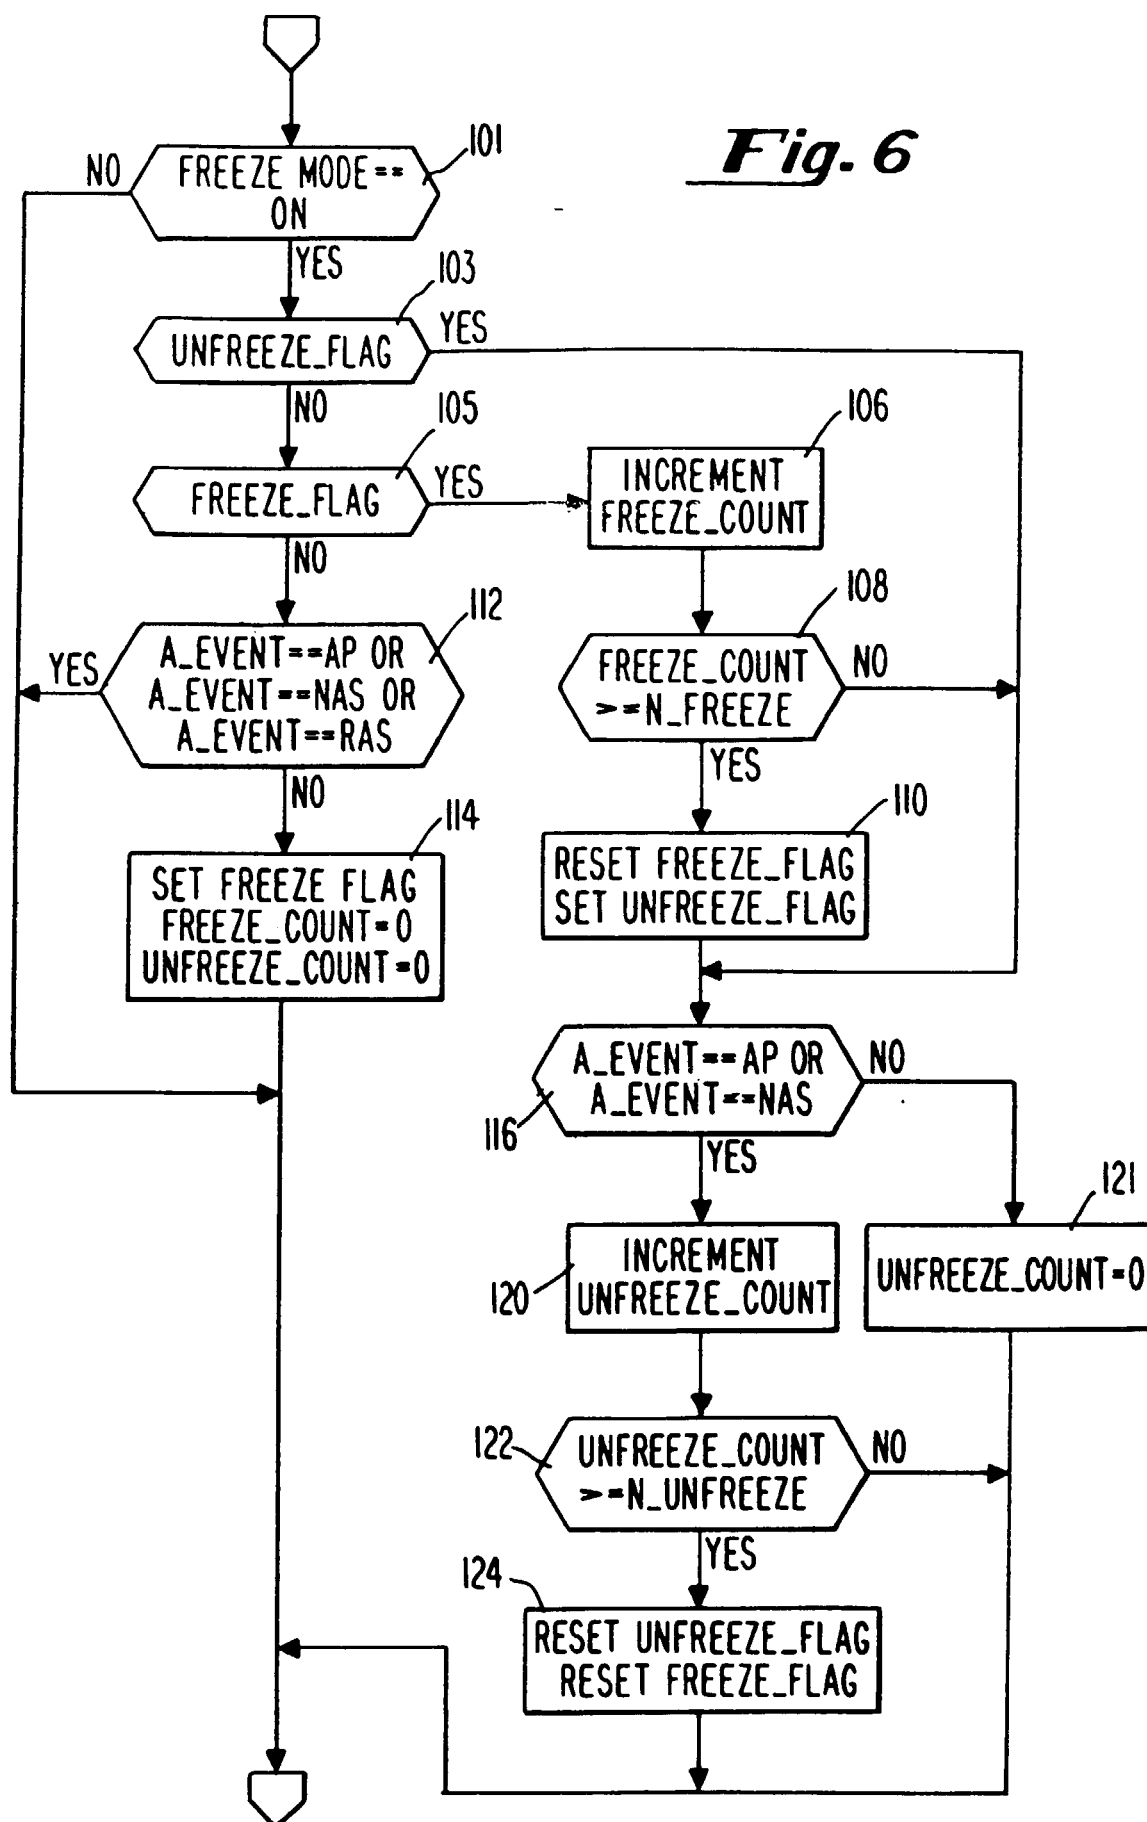 Fig. 6
101
FREEZE MODE==
ON
NO
YES
103
UNFREEZE_FLAG
YES
NO
105
FREEZE_FLAG
YES
NO
106
INCREMENT
FREEZE_COUNT
108
FREEZE_COUNT
>=N_FREEZE
NO
YES
112
A_EVENT==AP OR
A_EVENT==NAS OR
A_EVENT==RAS
YES
NO
110
RESET FREEZE_FLAG
SET UNFREEZE_FLAG
114
SET FREEZE FLAG
FREEZE_COUNT=0
UNFREEZE_COUNT=0
A_EVENT==AP OR
A_EVENT==NAS
116
NO
YES
121
UNFREEZE_COUNT=0
INCREMENT
UNFREEZE_COUNT
120
122
UNFREEZE_COUNT
>=N_UNFREEZE
NO
YES
124
RESET UNFREEZE_FLAG
RESET FREEZE_FLAG